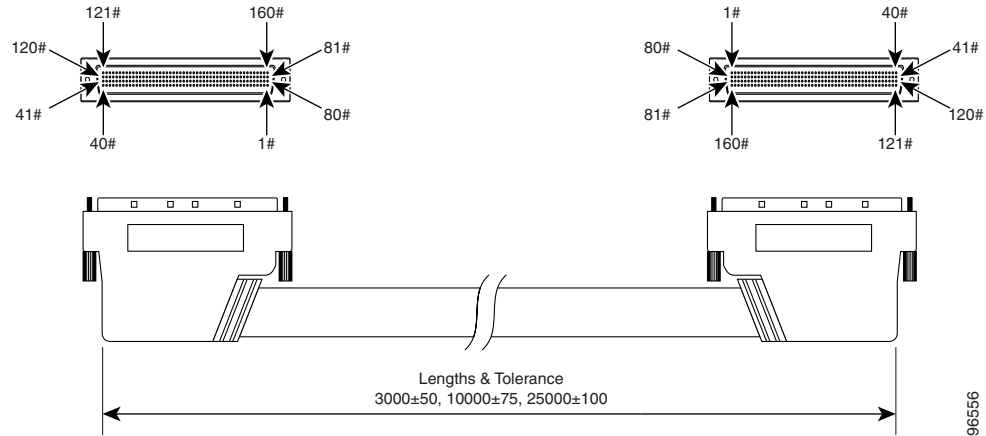 121# 160# 1# 40#
120# 81# 80# 41#
41# 80# 81# 120#
40# 1# 160# 121#
Lengths & Tolerance
3000±50, 10000±75, 25000±100
96556